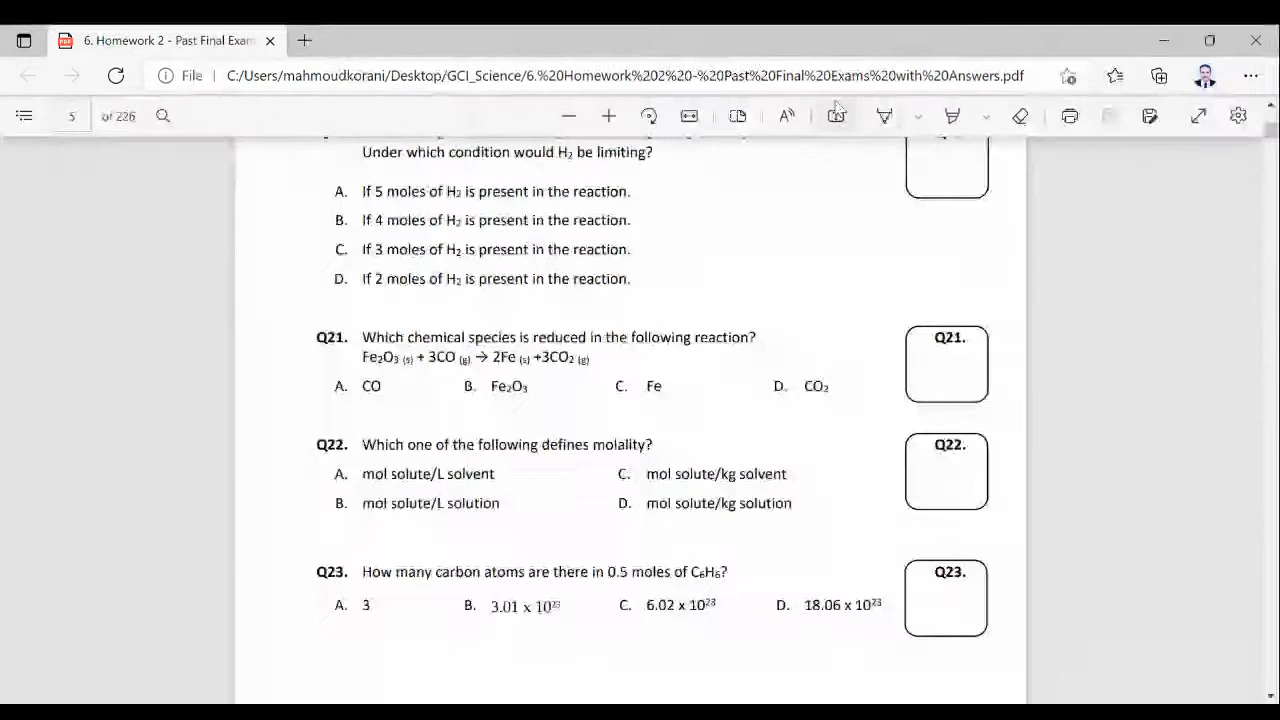 6. Homework 2 - Past Final Exam
File
C:/Users/mahmoudkorani/Desktop/GCI_Science/6.%20Homework%202%20-%20Past%20Final%20Exams%20with%20Answers.pdf
5 of 226
Under which condition would H₂ be limiting?
A. If 5 moles of H₂ is present in the reaction.
B. If 4 moles of H₂ is present in the reaction.
C. If 3 moles of H₂ is present in the reaction.
D. If 2 moles of H₂ is present in the reaction.
Q21. Which chemical species is reduced in the following reaction? Q21.
Fe₂O₃ (s) + 3CO (g) → 2Fe (s) +3CO₂ (g)
A. CO B. Fe₂O₃ C. Fe D. CO₂
Q22. Which one of the following defines molality? Q22.
A. mol solute/L solvent C. mol solute/kg solvent
B. mol solute/L solution D. mol solute/kg solution
Q23. How many carbon atoms are there in 0.5 moles of C₆H₆? Q23.
A. 3 B. 3.01 x 10²³ C. 6.02 x 10²³ D. 18.06 x 10²³